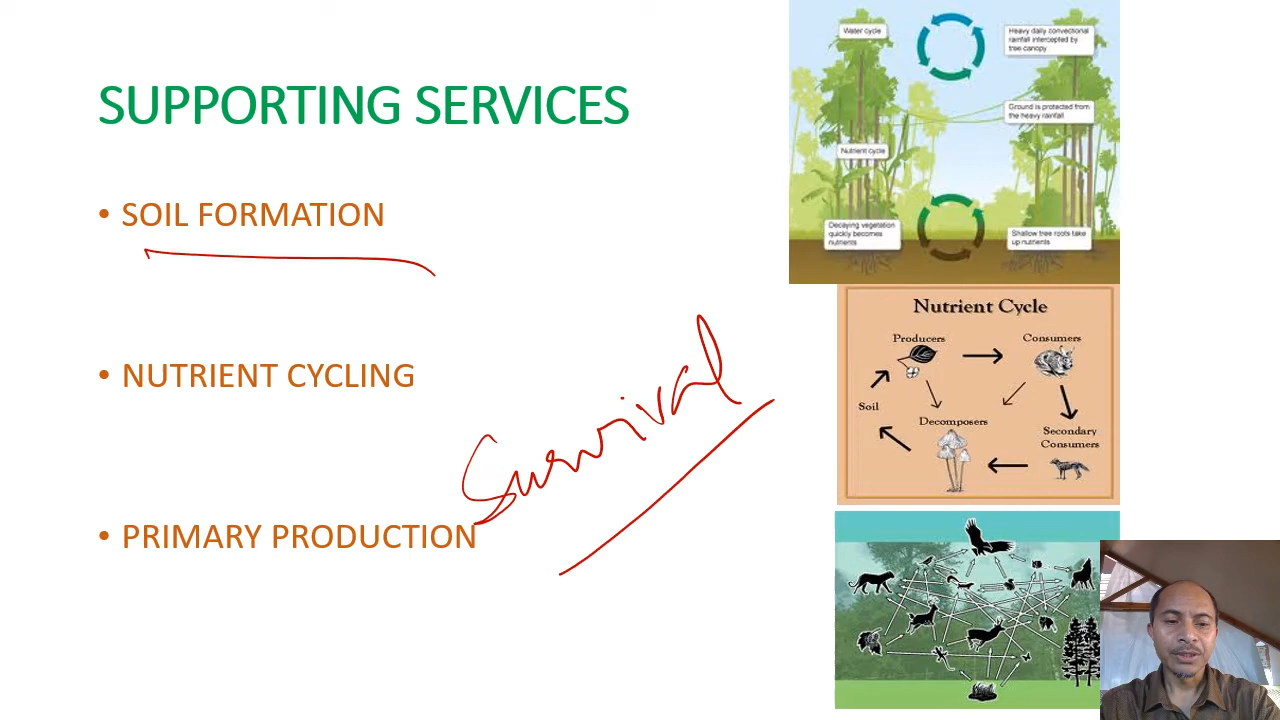 SUPPORTING SERVICES
• SOIL FORMATION
• NUTRIENT CYCLING
• PRIMARY PRODUCTION
Survival
Water cycle
Heavy daily convectional
rainfall intercepted by
tree canopy
Ground is protected from
the heavy rainfall
Nutrient cycle
Decaying vegetation
quickly becomes
nutrients
Shallow tree roots take
up nutrients
Nutrient Cycle
Producers
Consumers
Soil
Decomposers
Secondary
Consumers